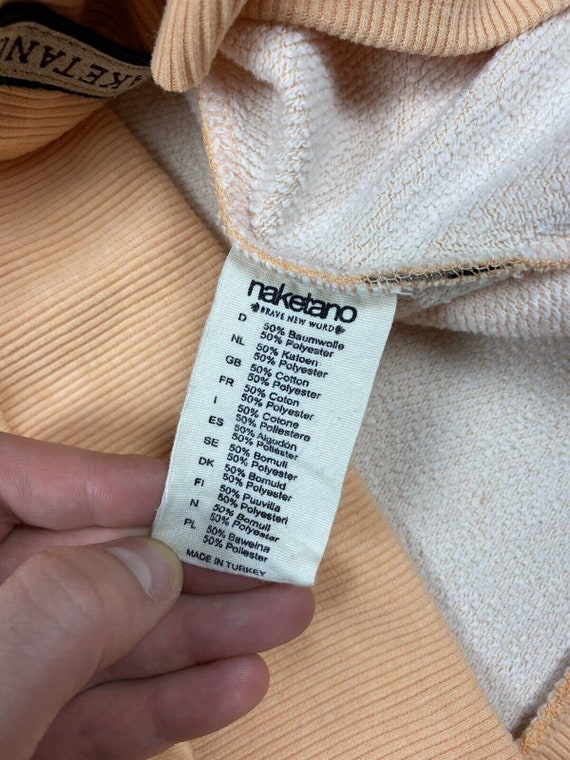 KETANO
naketano
BRAVE NEW WORD
D 50% Baumwolle
50% Polyester
NL 50% Katoen
50% Polyester
GB 50% Cotton
50% Polyester
FR 50% Coton
50% Polyester
I 50% Cotone
50% Poliestere
ES 50% Algodón
50% Poliéster
SE 50% Bomull
50% Polyester
DK 50% Bomuld
50% Polyester
FI 50% Puuvilla
50% Polyesteri
N 50% Bomull
50% Polyester
PL 50% Baweina
50% Poliester
MADE IN TURKEY